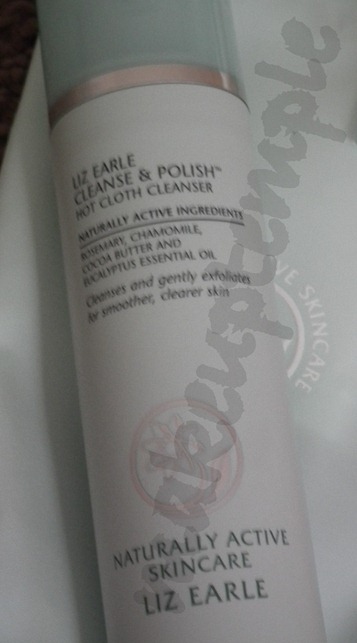 LIZ EARLE
CLEANSE & POLISH™
HOT CLOTH CLEANSER
NATURALLY ACTIVE INGREDIENTS
ROSEMARY, CHAMOMILE,
COCOA BUTTER AND
EUCALYPTUS ESSENTIAL OIL
Cleanses and gently exfoliates
for smoother, clearer skin
NATURALLY ACTIVE
SKINCARE
LIZ EARLE
SKINCARE